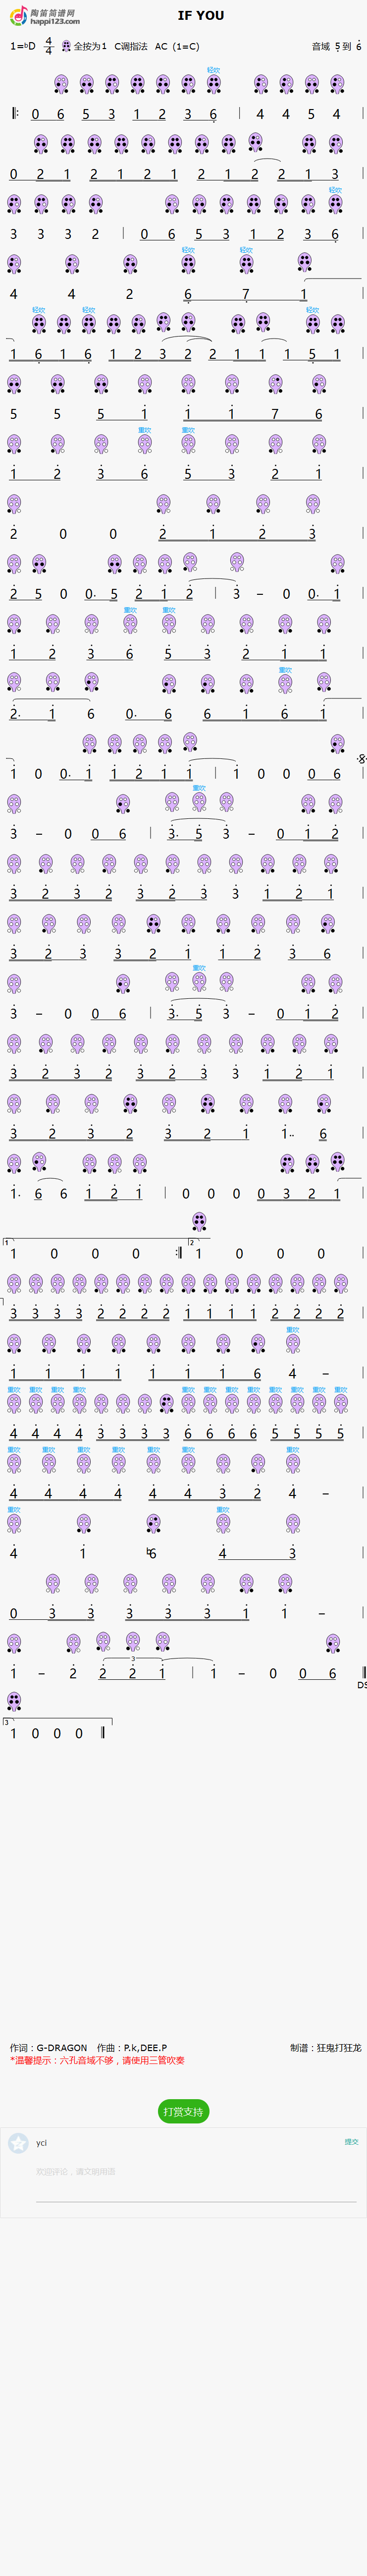 陶笛简谱网
happi123.com
IF YOU
1=♭D 4/4 全按为1 C调指法 AC (1=C) 音域 5̣ 到 6̇
轻吹
0 6 5 3 1 2 3 6̣ | 4 4 5 4 |
0 2 1 2 1 2 1 2 1 2 2 1 3 |
轻吹
3 3 3 2 | 0 6 5 3 1 2 3 6̣ |
轻吹 轻吹
4 4 2 6̣ 7̣ 1 |
轻吹 轻吹 轻吹
1 6̣ 1 6̣ 1 2 3 2 2 1 1 1 5̣ 1 |
5 5 5 1̇ 1̇ 1̇ 7 6 |
重吹 重吹
1̇ 2̇ 3̇ 6̇ 5̇ 3̇ 2̇ 1̇ |
2̇ 0 0 2̇ 1̇ 2̇ 3̇ |
2̇ 5 0 0. 5 2̇ 1̇ 2̇ | 3̇ – 0 0. 1̇ |
重吹 重吹
1̇ 2̇ 3̇ 6̇ 5̇ 3̇ 2̇ 1̇ 1̇ |
重吹
2̇. 1̇ 6 0. 6 6 1̇ 6̇ 1̇ |
1̇ 0 0. 1̇ 1̇ 2̇ 1̇ 1̇ | 1̇ 0 0 0 6 |
重吹
3̇ – 0 0 6 | 3̇. 5̇ 3̇ – 0 1̇ 2̇ |
3̇ 2̇ 3̇ 2̇ 3̇ 2̇ 3̇ 3̇ 1̇ 2̇ 1̇ |
3̇ 2̇ 3̇ 3̇ 2 1̇ 1̇ 2̇ 3̇ 6 |
重吹
3̇ – 0 0 6 | 3̇. 5̇ 3̇ – 0 1̇ 2̇ |
3̇ 2̇ 3̇ 2̇ 3̇ 2̇ 3̇ 3̇ 1̇ 2̇ 1̇ |
3̇ 2̇ 3̇ 2 3̇ 2 1̇ 1̇.. 6 |
1̇. 6 6 1̇ 2̇ 1̇ | 0 0 0 0 3 2 1 |
1 2
1 0 0 0 :| 1 0 0 0 |
3̇ 3̇ 3̇ 3̇ 2̇ 2̇ 2̇ 2̇ 1̇ 1̇ 1̇ 1̇ 2̇ 2̇ 2̇ 2̇ |
重吹
1̇ 1̇ 1̇ 1̇ 1̇ 1̇ 1̇ 6 4̇ – |
重吹 重吹 重吹 重吹 重吹 重吹 重吹 重吹 重吹 重吹 重吹 重吹
4̇ 4̇ 4̇ 4̇ 3̇ 3̇ 3̇ 3 6̇ 6̇ 6̇ 6̇ 5̇ 5̇ 5̇ 5̇ |
重吹 重吹 重吹 重吹 重吹 重吹 重吹
4̇ 4̇ 4̇ 4̇ 4̇ 4̇ 3̇ 2̇ 4̇ – |
重吹 重吹
4̇ 1̇ ♭6 4̇ 3̇ |
0 3̇ 3̇ 3̇ 3̇ 3̇ 1̇ 1̇ – |
3
1̇ – 2̇ 2̇ 2̇ 1̇ | 1̇ – 0 0 6 ||
DS
3
1 0 0 0 ||
作词：G-DRAGON 作曲：P.k,DEE.P 制谱：狂鬼打狂龙
*温馨提示：六孔音域不够，请使用三管吹奏
打赏支持
yci 提交
欢迎评论，请文明用语